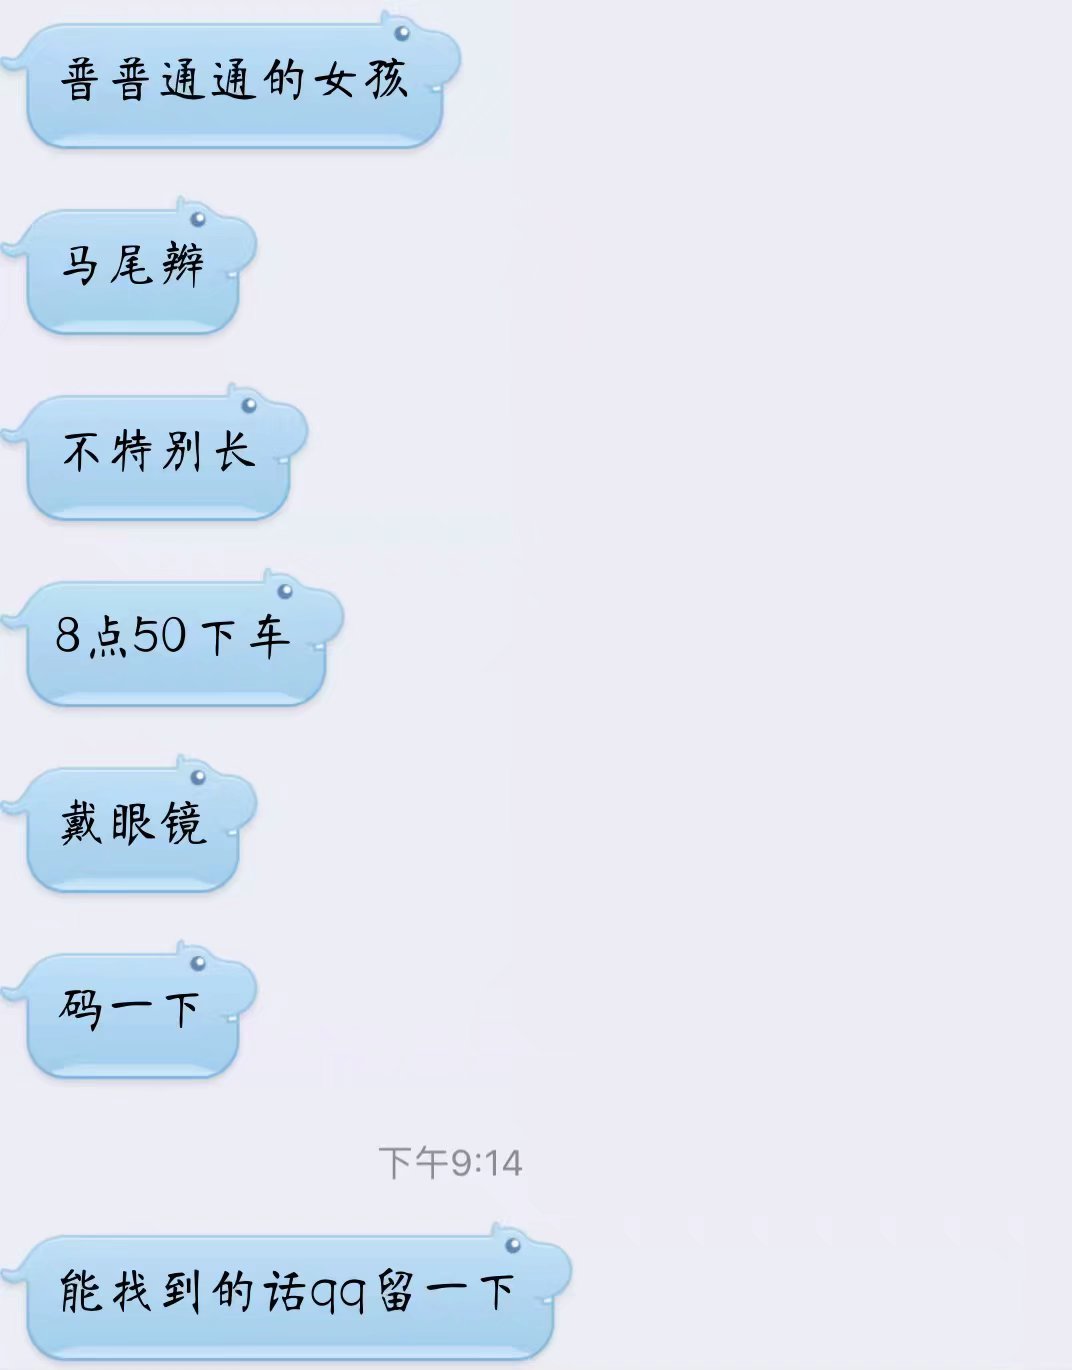 普普通通的女孩
马尾辫
不特别长
8点50下车
戴眼镜
码一下
下午9:14
能找到的话qq留一下